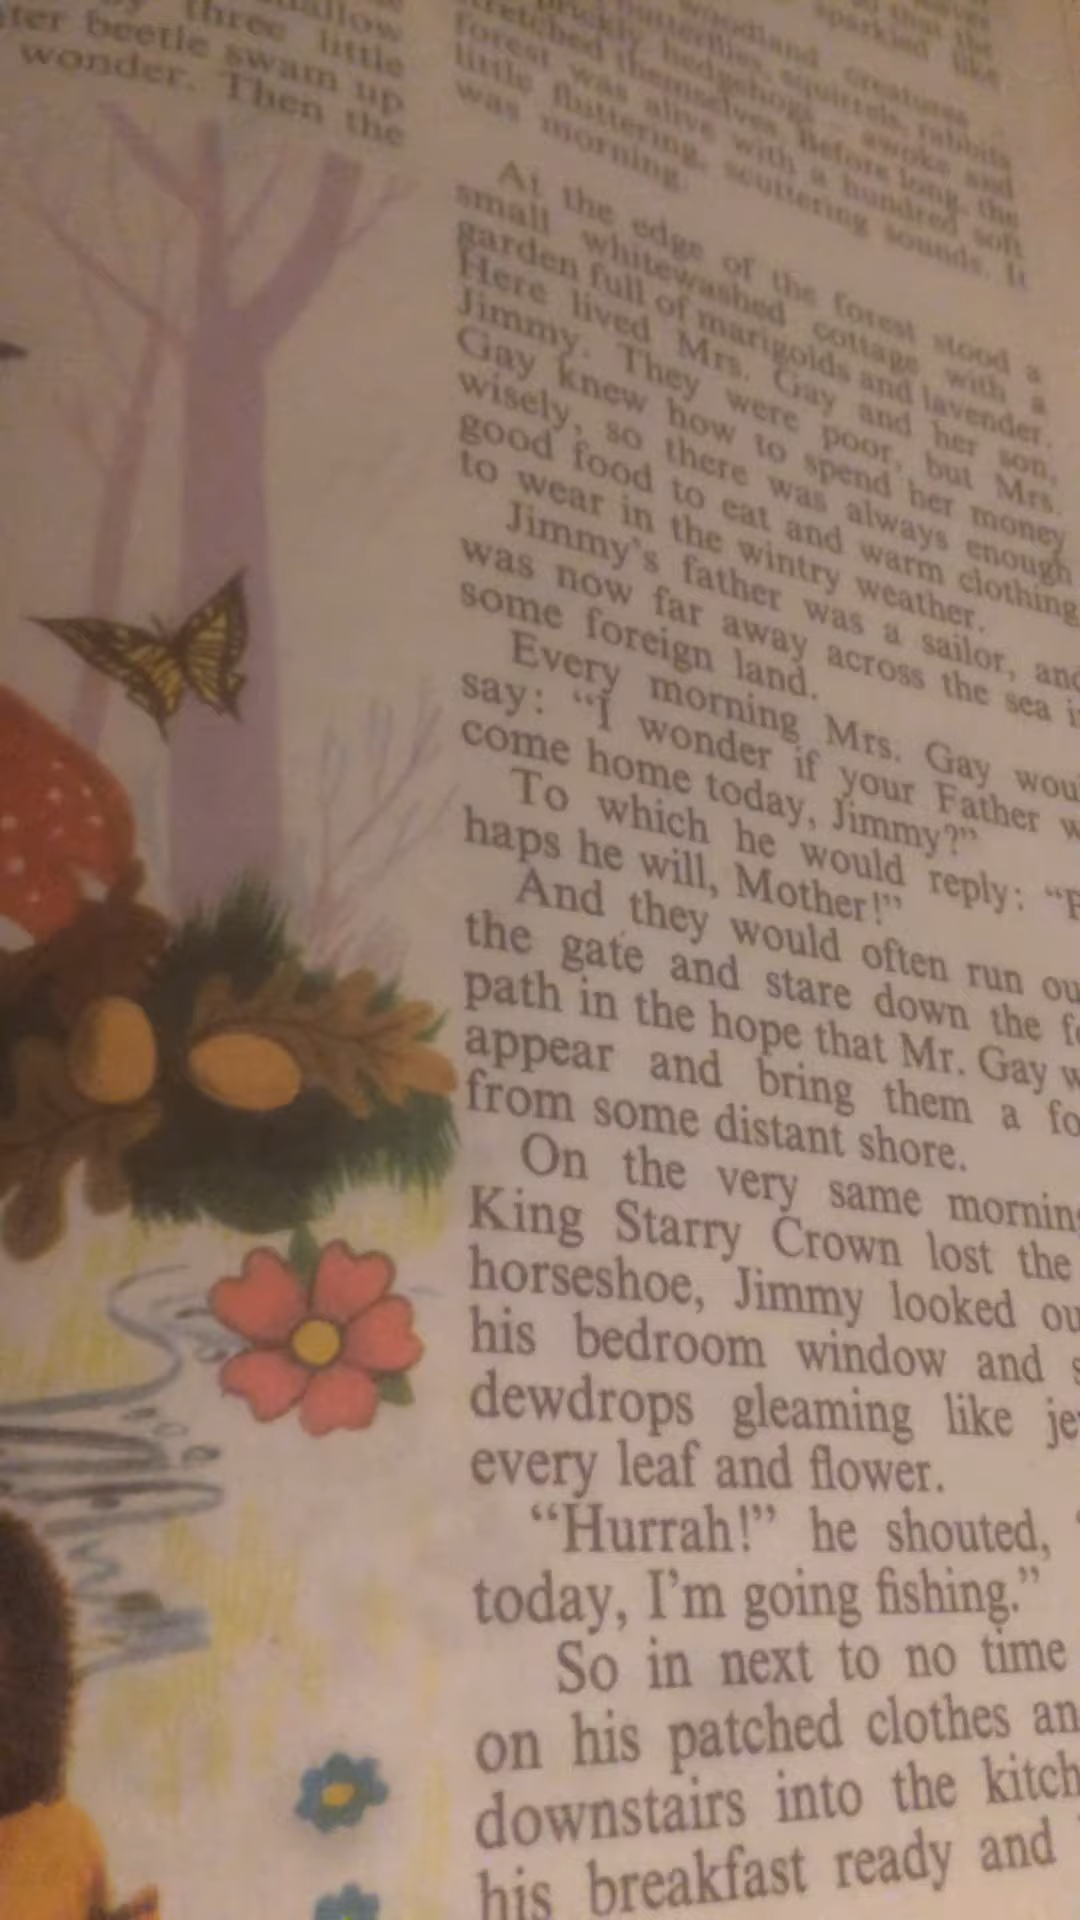 three little
ter beetle swam up
wonder. Then the
sparkled like
woodland creatures
butterflies, squirrels, rabbits
prickly hedgehogs awoke and
stretched themselves. Before long, the
forest was alive with a hundred soft
little fluttering, scuttering sounds. It
was morning.
At the edge of the forest stood a
small whitewashed cottage with a
garden full of marigolds and lavender.
Here lived Mrs. Gay and her son,
Jimmy. They were poor, but Mrs.
Gay knew how to spend her money
wisely, so there was always enough
good food to eat and warm clothing
to wear in the wintry weather.
Jimmy's father was a sailor, and
was now far away across the sea i
some foreign land.
Every morning Mrs. Gay woul
say: “I wonder if your Father w
come home today, Jimmy?”
To which he would reply: “P
haps he will, Mother!”
And they would often run ou
the gate and stare down the fo
path in the hope that Mr. Gay w
appear and bring them a fo
from some distant shore.
On the very same morning
King Starry Crown lost the
horseshoe, Jimmy looked ou
his bedroom window and s
dewdrops gleaming like je
every leaf and flower.
“Hurrah!” he shouted, “
today, I'm going fishing.”
So in next to no time
on his patched clothes an
downstairs into the kitch
his breakfast ready and